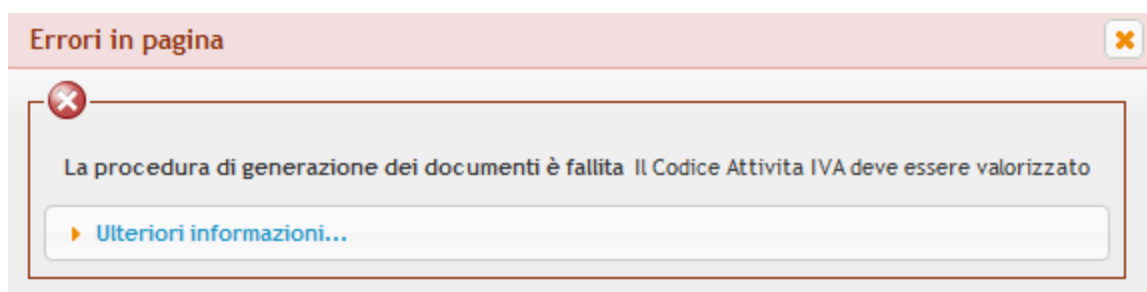 Errori in pagina
La procedura di generazione dei documenti è fallita Il Codice Attivita IVA deve essere valorizzato
Ulteriori informazioni...